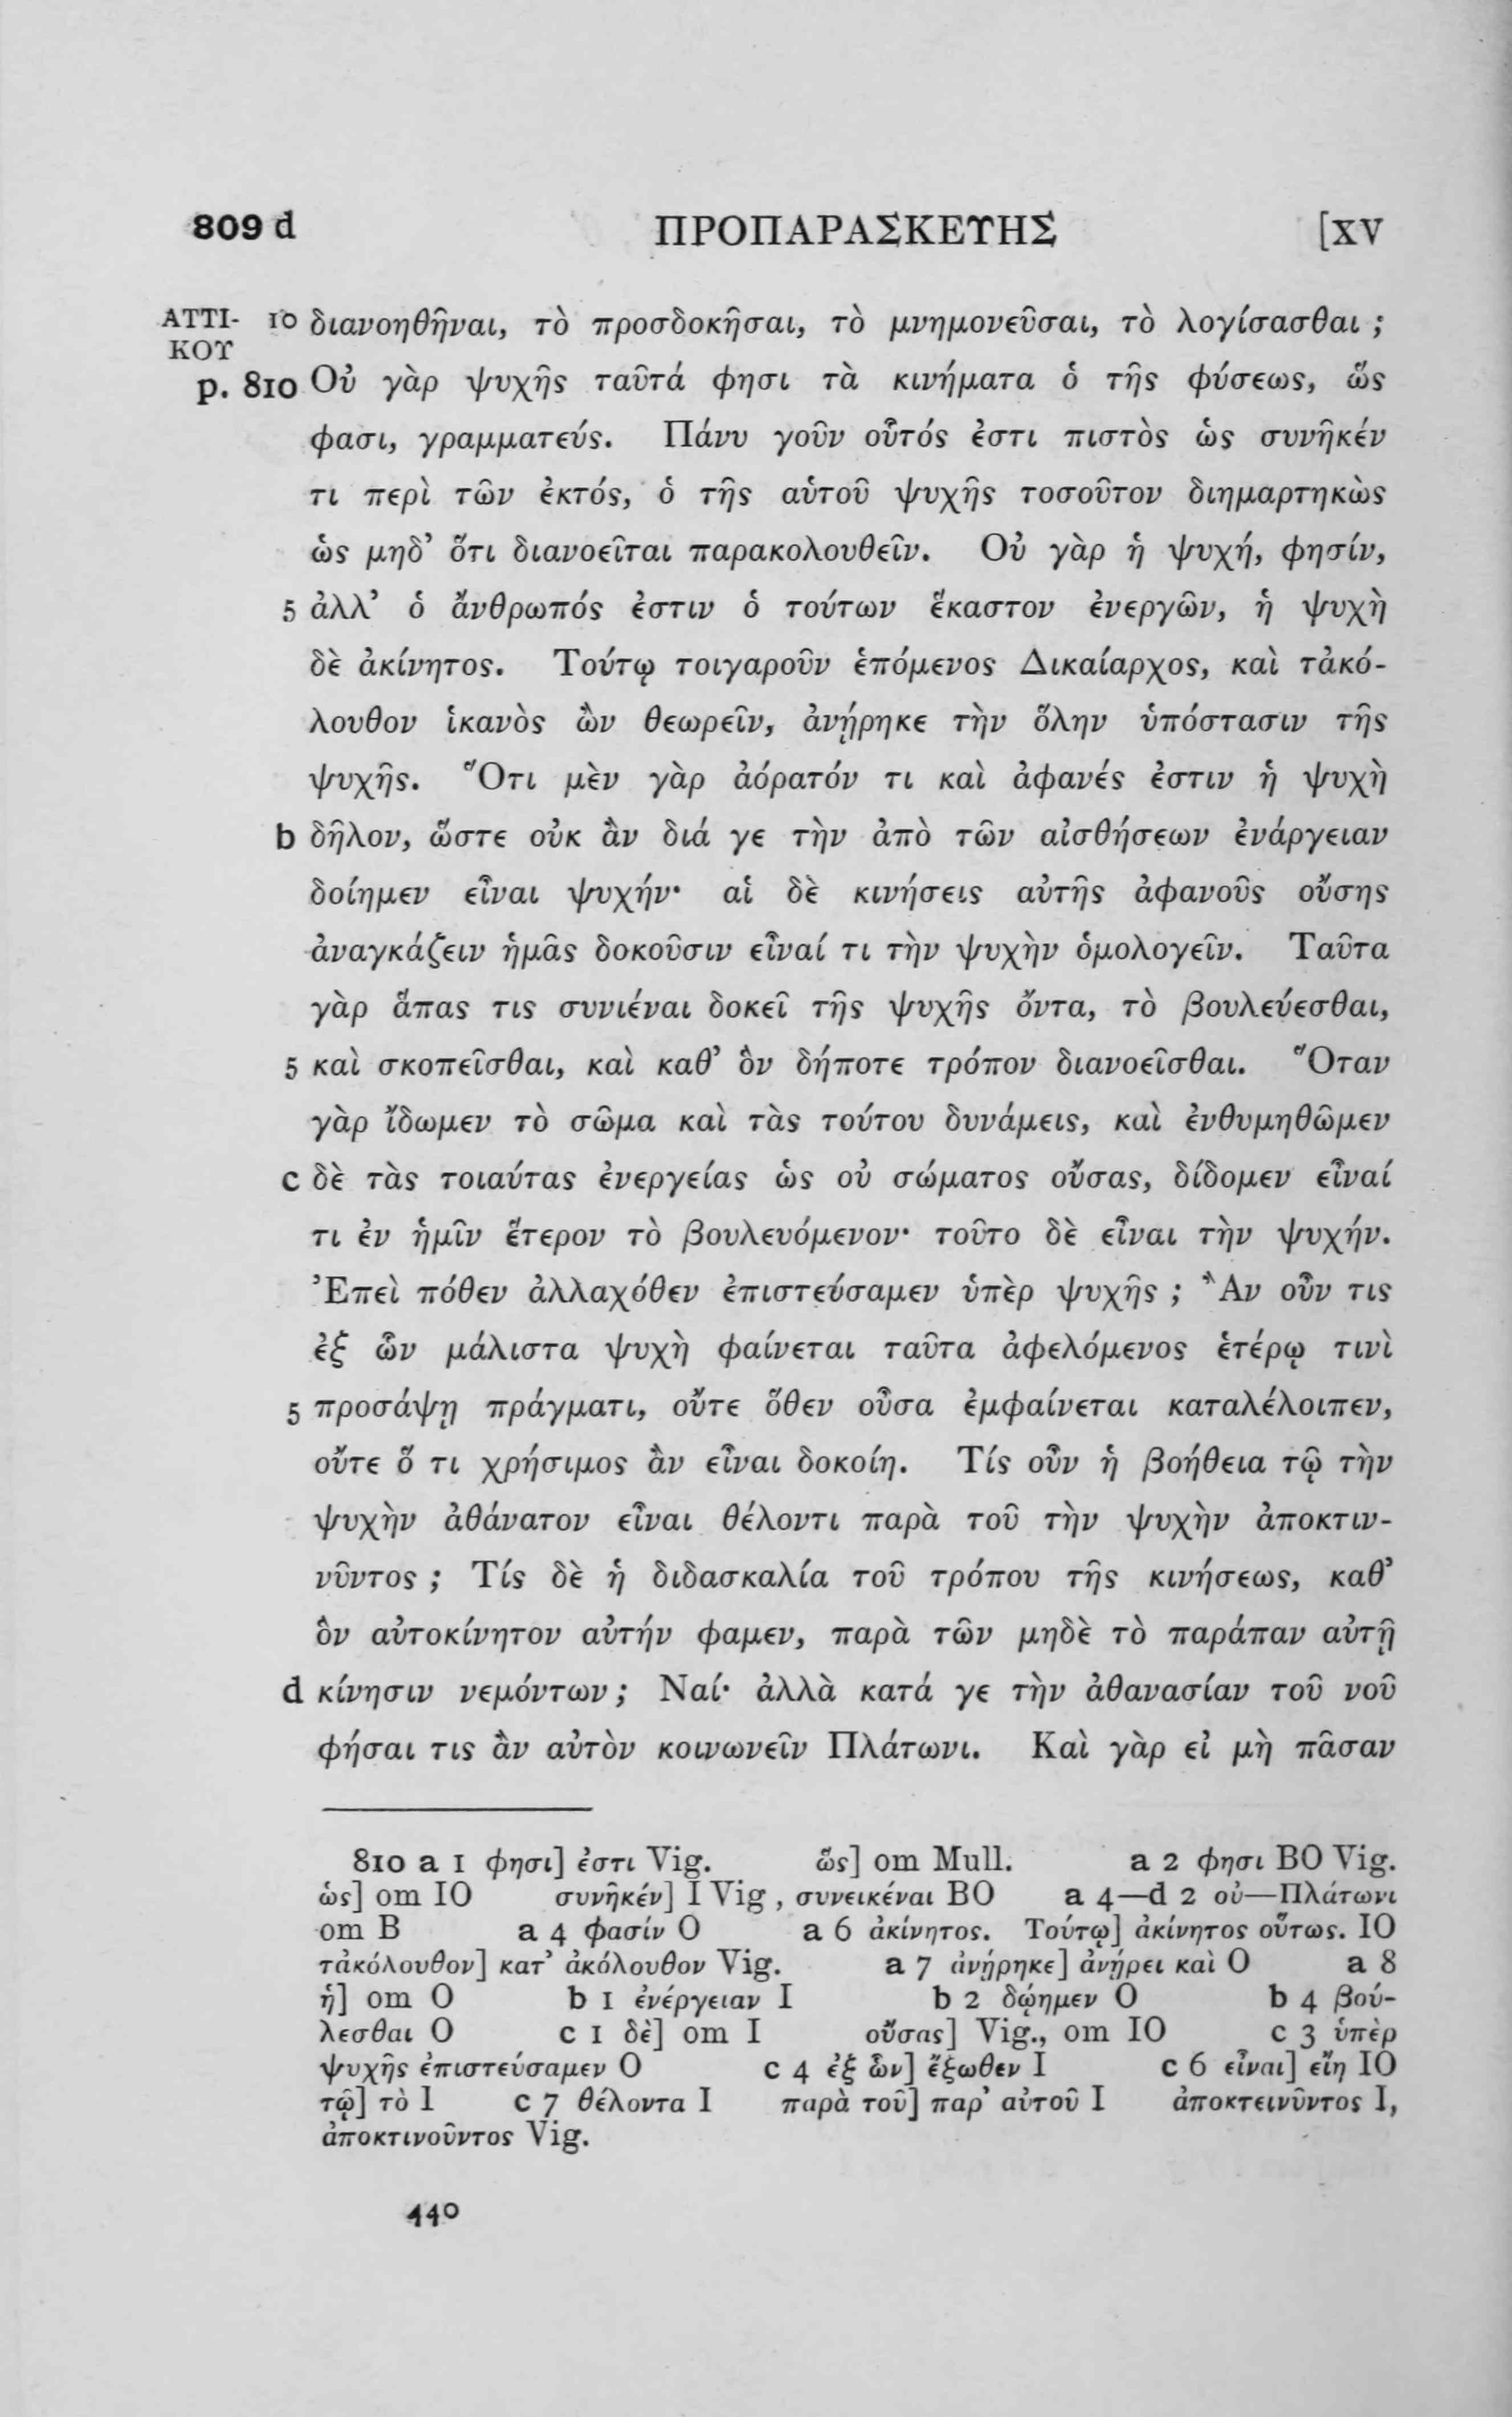 809 d ΠΡΟΠΑΡΑΣΚΕΥΗΣ [XV
ΑΤΤΙ- 10 διανοηθῆναι, τὸ προσδοκῆσαι, τὸ μνημονεῦσαι, τὸ λογίσασθαι ;
ΚΟΥ
p. 810 Οὐ γὰρ ψυχῆς ταῦτά φησι τὰ κινήματα ὁ τῆς φύσεως, ὥς
φασι, γραμματεύς. Πάνυ γοῦν οὗτός ἐστι πιστὸς ὡς συνῆκέν
τι περὶ τῶν ἐκτός, ὁ τῆς αὑτοῦ ψυχῆς τοσοῦτον διημαρτηκὼς
ὡς μηδ’ ὅτι διανοεῖται παρακολουθεῖν. Οὐ γὰρ ἡ ψυχή, φησίν,
5 ἀλλ’ ὁ ἄνθρωπός ἐστιν ὁ τούτων ἕκαστον ἐνεργῶν, ἡ ψυχὴ
δὲ ἀκίνητος. Τούτῳ τοιγαροῦν ἑπόμενος Δικαίαρχος, καὶ τἀκό-
λουθον ἱκανὸς ὢν θεωρεῖν, ἀνῄρηκε τὴν ὅλην ὑπόστασιν τῆς
ψυχῆς. Ὅτι μὲν γὰρ ἀόρατόν τι καὶ ἀφανές ἐστιν ἡ ψυχὴ
b δῆλον, ὥστε οὐκ ἂν διά γε τὴν ἀπὸ τῶν αἰσθήσεων ἐνάργειαν
δοίημεν εἶναι ψυχήν· αἱ δὲ κινήσεις αὐτῆς ἀφανοῦς οὔσης
ἀναγκάζειν ἡμᾶς δοκοῦσιν εἶναί τι τὴν ψυχὴν ὁμολογεῖν. Ταῦτα
γὰρ ἅπας τις συνιέναι δοκεῖ τῆς ψυχῆς ὄντα, τὸ βουλεύεσθαι,
5 καὶ σκοπεῖσθαι, καὶ καθ’ ὃν δήποτε τρόπον διανοεῖσθαι. Ὅταν
γὰρ ἴδωμεν τὸ σῶμα καὶ τὰς τούτου δυνάμεις, καὶ ἐνθυμηθῶμεν
c δὲ τὰς τοιαύτας ἐνεργείας ὡς οὐ σώματος οὔσας, δίδομεν εἶναί
τι ἐν ἡμῖν ἕτερον τὸ βουλευόμενον· τοῦτο δὲ εἶναι τὴν ψυχήν.
Ἐπεὶ πόθεν ἀλλαχόθεν ἐπιστεύσαμεν ὑπὲρ ψυχῆς ; Ἂν οὖν τις
ἐξ ὧν μάλιστα ψυχὴ φαίνεται ταῦτα ἀφελόμενος ἑτέρῳ τινὶ
5 προσάψῃ πράγματι, οὔτε ὅθεν οὖσα ἐμφαίνεται καταλέλοιπεν,
οὔτε ὅ τι χρήσιμος ἂν εἶναι δοκοίη. Τίς οὖν ἡ βοήθεια τῷ τὴν
ψυχὴν ἀθάνατον εἶναι θέλοντι παρὰ τοῦ τὴν ψυχὴν ἀποκτιν-
νῦντος ; Τίς δὲ ἡ διδασκαλία τοῦ τρόπου τῆς κινήσεως, καθ’
ὃν αὐτοκίνητον αὐτήν φαμεν, παρὰ τῶν μηδὲ τὸ παράπαν αὐτῇ
d κίνησιν νεμόντων ; Ναί· ἀλλὰ κατά γε τὴν ἀθανασίαν τοῦ νοῦ
φήσαι τις ἂν αὐτὸν κοινωνεῖν Πλάτωνι. Καὶ γὰρ εἰ μὴ πᾶσαν
810 a 1 φησι] ἐστι Vig. ὥς] om Mull. a 2 φησι BO Vig.
ὡς] om IO συνῆκέν] I Vig , συνεικέναι BO a 4—d 2 οὐ—Πλάτωνι
om B a 4 φασίν O a 6 ἀκίνητος. Τούτῳ] ἀκίνητος οὗτως. IO
τἀκόλουθον] κατ’ ἀκόλουθον Vig. a 7 ἀνῄρηκε] ἀνῄρει καὶ O a 8
ἡ] om O b 1 ἐνέργειαν I b 2 δῴημεν O b 4 βού-
λεσθαι O c 1 δὲ] om I οὔσας] Vig., om IO c 3 ὑπὲρ
ψυχῆς ἐπιστεύσαμεν O c 4 ἐξ ὧν] ἔξωθεν I c 6 εἶναι] εἴη IO
τῷ] τὸ I c 7 θέλοντα I παρὰ τοῦ] παρ’ αὐτοῦ I ἀποκτεινῦντος I,
ἀποκτινοῦντος Vig.
440